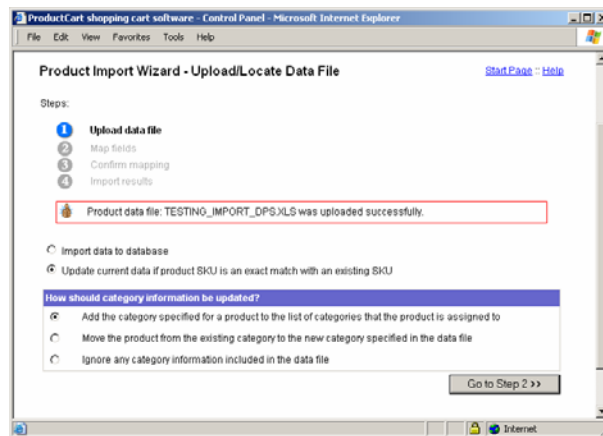 ProductCart shopping cart software - Control Panel - Microsoft Internet Explorer
File Edit View Favorites Tools Help
Product Import Wizard - Upload/Locate Data File
Start Page :: Help
Steps:
1 Upload data file
2 Map fields
3 Confirm mapping
4 Import results
Product data file: TESTING_IMPORT_DPS.XLS was uploaded successfully.
Import data to database
Update current data if product SKU is an exact match with an existing SKU
How should category information be updated?
Add the category specified for a product to the list of categories that the product is assigned to
Move the product from the existing category to the new category specified in the data file
Ignore any category information included in the data file
Go to Step 2 >>
Internet